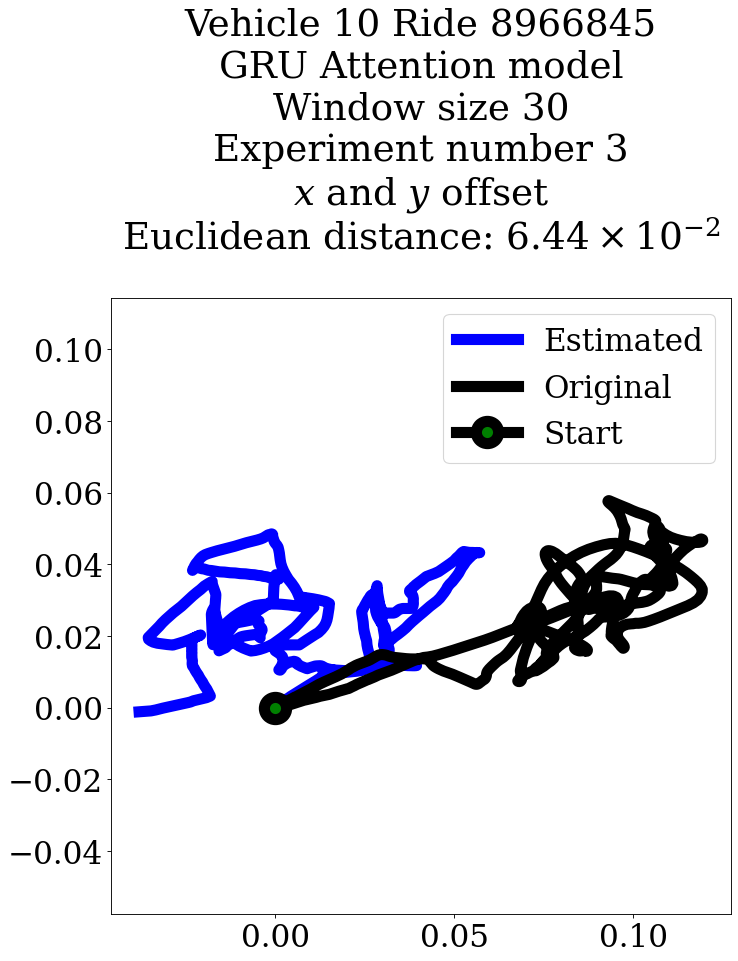 Vehicle 10 Ride 8966845
GRU Attention model
Window size 30
Experiment number 3
x and y offset
Euclidean distance: 6.44 × 10⁻²
Estimated
Original
Start
0.10
0.08
0.06
0.04
0.02
0.00
−0.02
−0.04
0.00 0.05 0.10